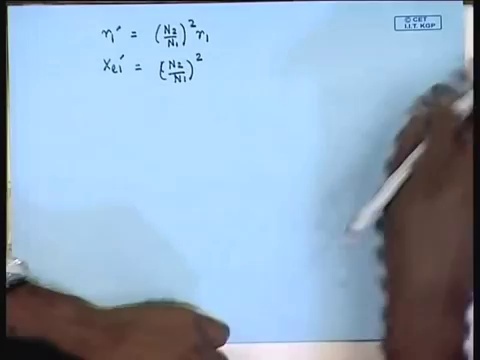 r₁′ = (N₂/N₁)² r₁
xₑ₁′ = (N₂/N₁)²
© CET
I.I.T. KGP